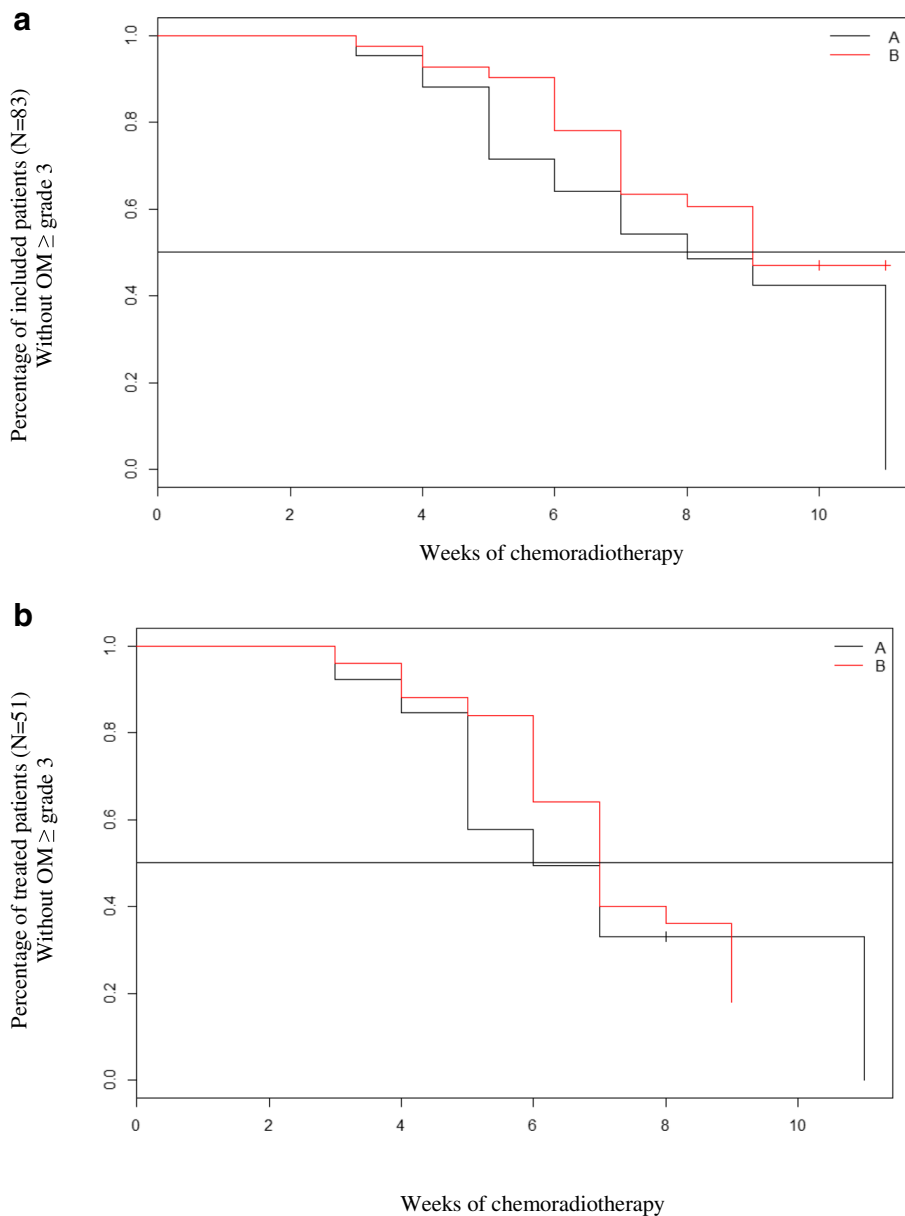 a
A
B
Percentage of included patients (N=83)
Without OM ≥ grade 3
1.0
0.8
0.6
0.4
0.2
0.0
0 2 4 6 8 10
Weeks of chemoradiotherapy
b
A
B
Percentage of treated patients (N=51)
Without OM ≥ grade 3
1.0
0.8
0.6
0.4
0.2
0.0
0 2 4 6 8 10
Weeks of chemoradiotherapy